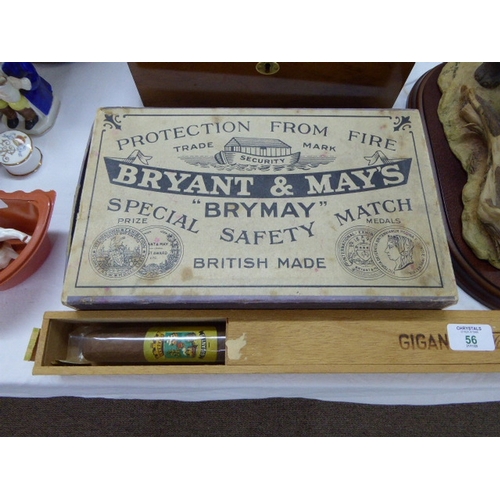 PROTECTION FROM FIRE
TRADE MARK
SECURITY
BRYANT & MAY'S
SPECIAL "BRYMAY" MATCH
PRIZE SAFETY MEDALS
BRITISH MADE
GIGAN
CHRYSTALS
56